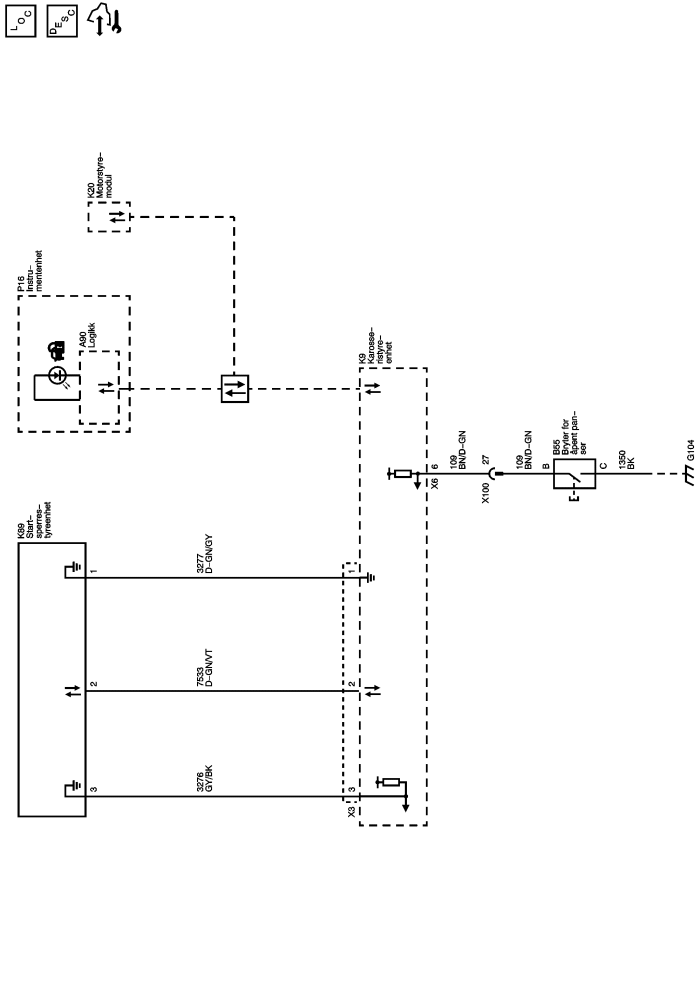 LOC
DESC
K20
Motorstyre–
modul
P16
Instru–
mentenhet
A90
Logikk
K9
Karosse–
ristyre–
enhet
K89
Start–
sperres–
tyreenhet
1
3277
D–GN/GY
1
2
7533
D–GN/VT
2
3
3276
GY/BK
3
X3
6
X6
109
BN/D–GN
27
X100
109
BN/D–GN
B
B55
Bryter for
åpent pan–
ser
C
1350
BK
G104